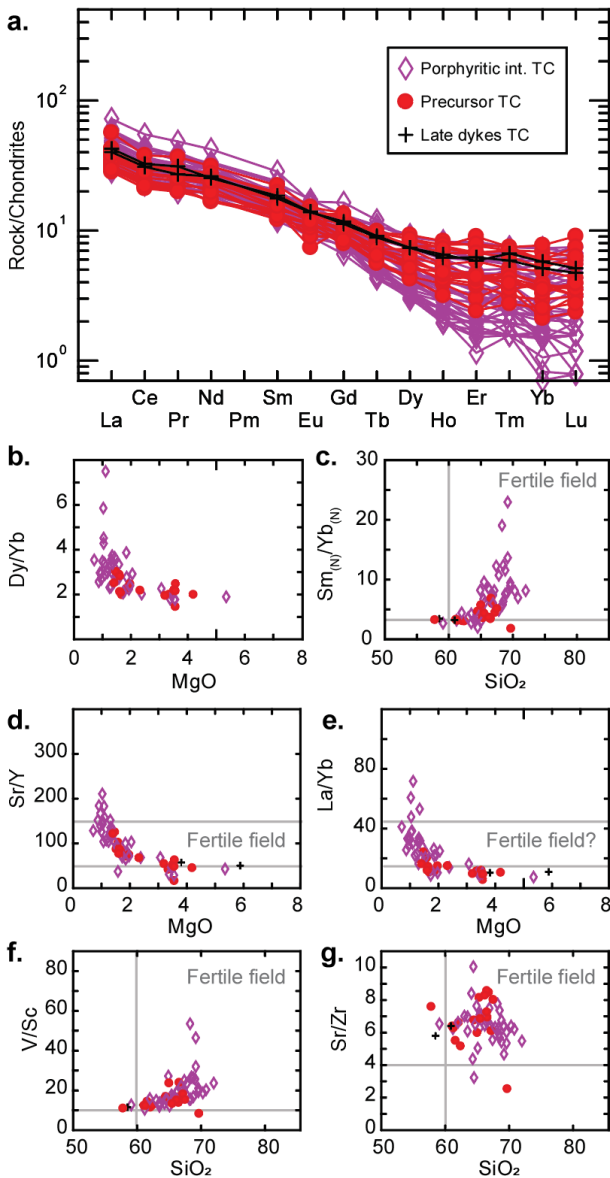 a.
10²
10¹
10⁰
Rock/Chondrites
Porphyritic int. TC
Precursor TC
Late dykes TC
Ce Nd Sm Gd Dy Er Yb
La Pr Pm Eu Tb Ho Tm Lu
b.
Dy/Yb
6
4
2
0
0 2 4 6 8
MgO
c.
Sm(N)/Yb(N)
30
20
10
0
50 60 70 80
SiO₂
Fertile field
d.
Sr/Y
300
200
100
0
0 2 4 6 8
MgO
Fertile field
e.
La/Yb
80
60
40
20
0
0 2 4 6 8
MgO
Fertile field?
f.
V/Sc
80
60
40
20
0
50 60 70 80
SiO₂
Fertile field
g.
Sr/Zr
10
8
6
4
2
0
50 60 70 80
SiO₂
Fertile field